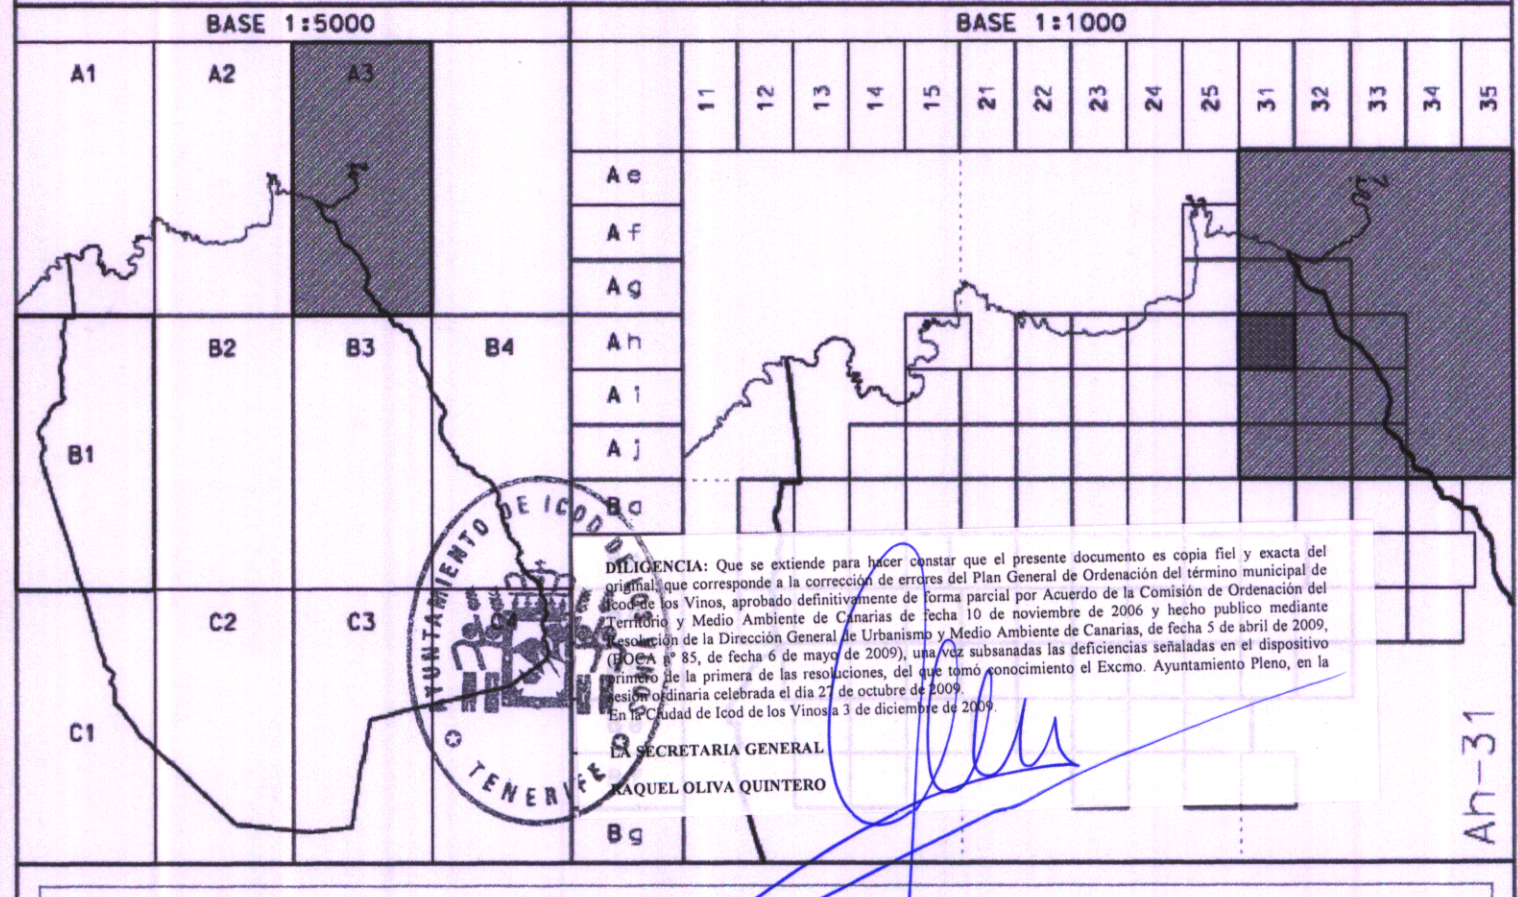 BASE 1:5000
BASE 1:1000
A1
A2
A3
11
12
13
14
15
21
22
23
24
25
31
32
33
34
35
Ae
Af
Ag
Ah
Ai
Aj
Ba
B1
B2
B3
B4
C1
C2
C3
C4
Bg
Ah-31
AYUNTAMIENTO DE ICOD DE LOS VINOS
TENERIFE
DILIGENCIA: Que se extiende para hacer constar que el presente documento es copia fiel y exacta del
original, que corresponde a la corrección de errores del Plan General de Ordenación del término municipal de
Icod de los Vinos, aprobado definitivamente de forma parcial por Acuerdo de la Comisión de Ordenación del
Territorio y Medio Ambiente de Canarias de fecha 10 de noviembre de 2006 y hecho publico mediante
Resolución de la Dirección General de Urbanismo y Medio Ambiente de Canarias, de fecha 5 de abril de 2009,
(BOCA nº 85, de fecha 6 de mayo de 2009), una vez subsanadas las deficiencias señaladas en el dispositivo
primero de la primera de las resoluciones, del que tomó conocimiento el Excmo. Ayuntamiento Pleno, en la
sesión ordinaria celebrada el día 27 de octubre de 2009.
En la Ciudad de Icod de los Vinos a 3 de diciembre de 2009.
LA SECRETARIA GENERAL
RAQUEL OLIVA QUINTERO